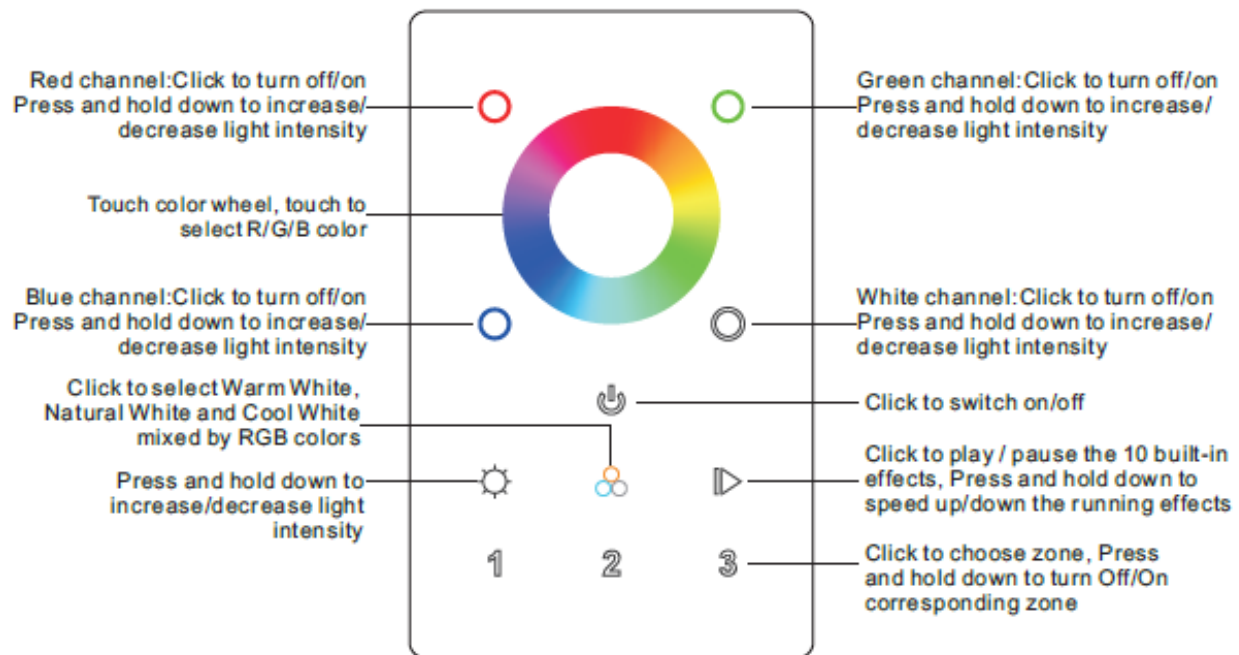 Red channel:Click to turn off/on
Press and hold down to increase/
decrease light intensity
Green channel:Click to turn off/on
Press and hold down to increase/
decrease light intensity
Touch color wheel, touch to
select R/G/B color
Blue channel:Click to turn off/on
Press and hold down to increase/
decrease light intensity
White channel:Click to turn off/on
Press and hold down to increase/
decrease light intensity
Click to select Warm White,
Natural White and Cool White
mixed by RGB colors
Click to switch on/off
Press and hold down to
increase/decrease light
intensity
Click to play / pause the 10 built-in
effects, Press and hold down to
speed up/down the running effects
1 2 3
Click to choose zone, Press
and hold down to turn Off/On
corresponding zone